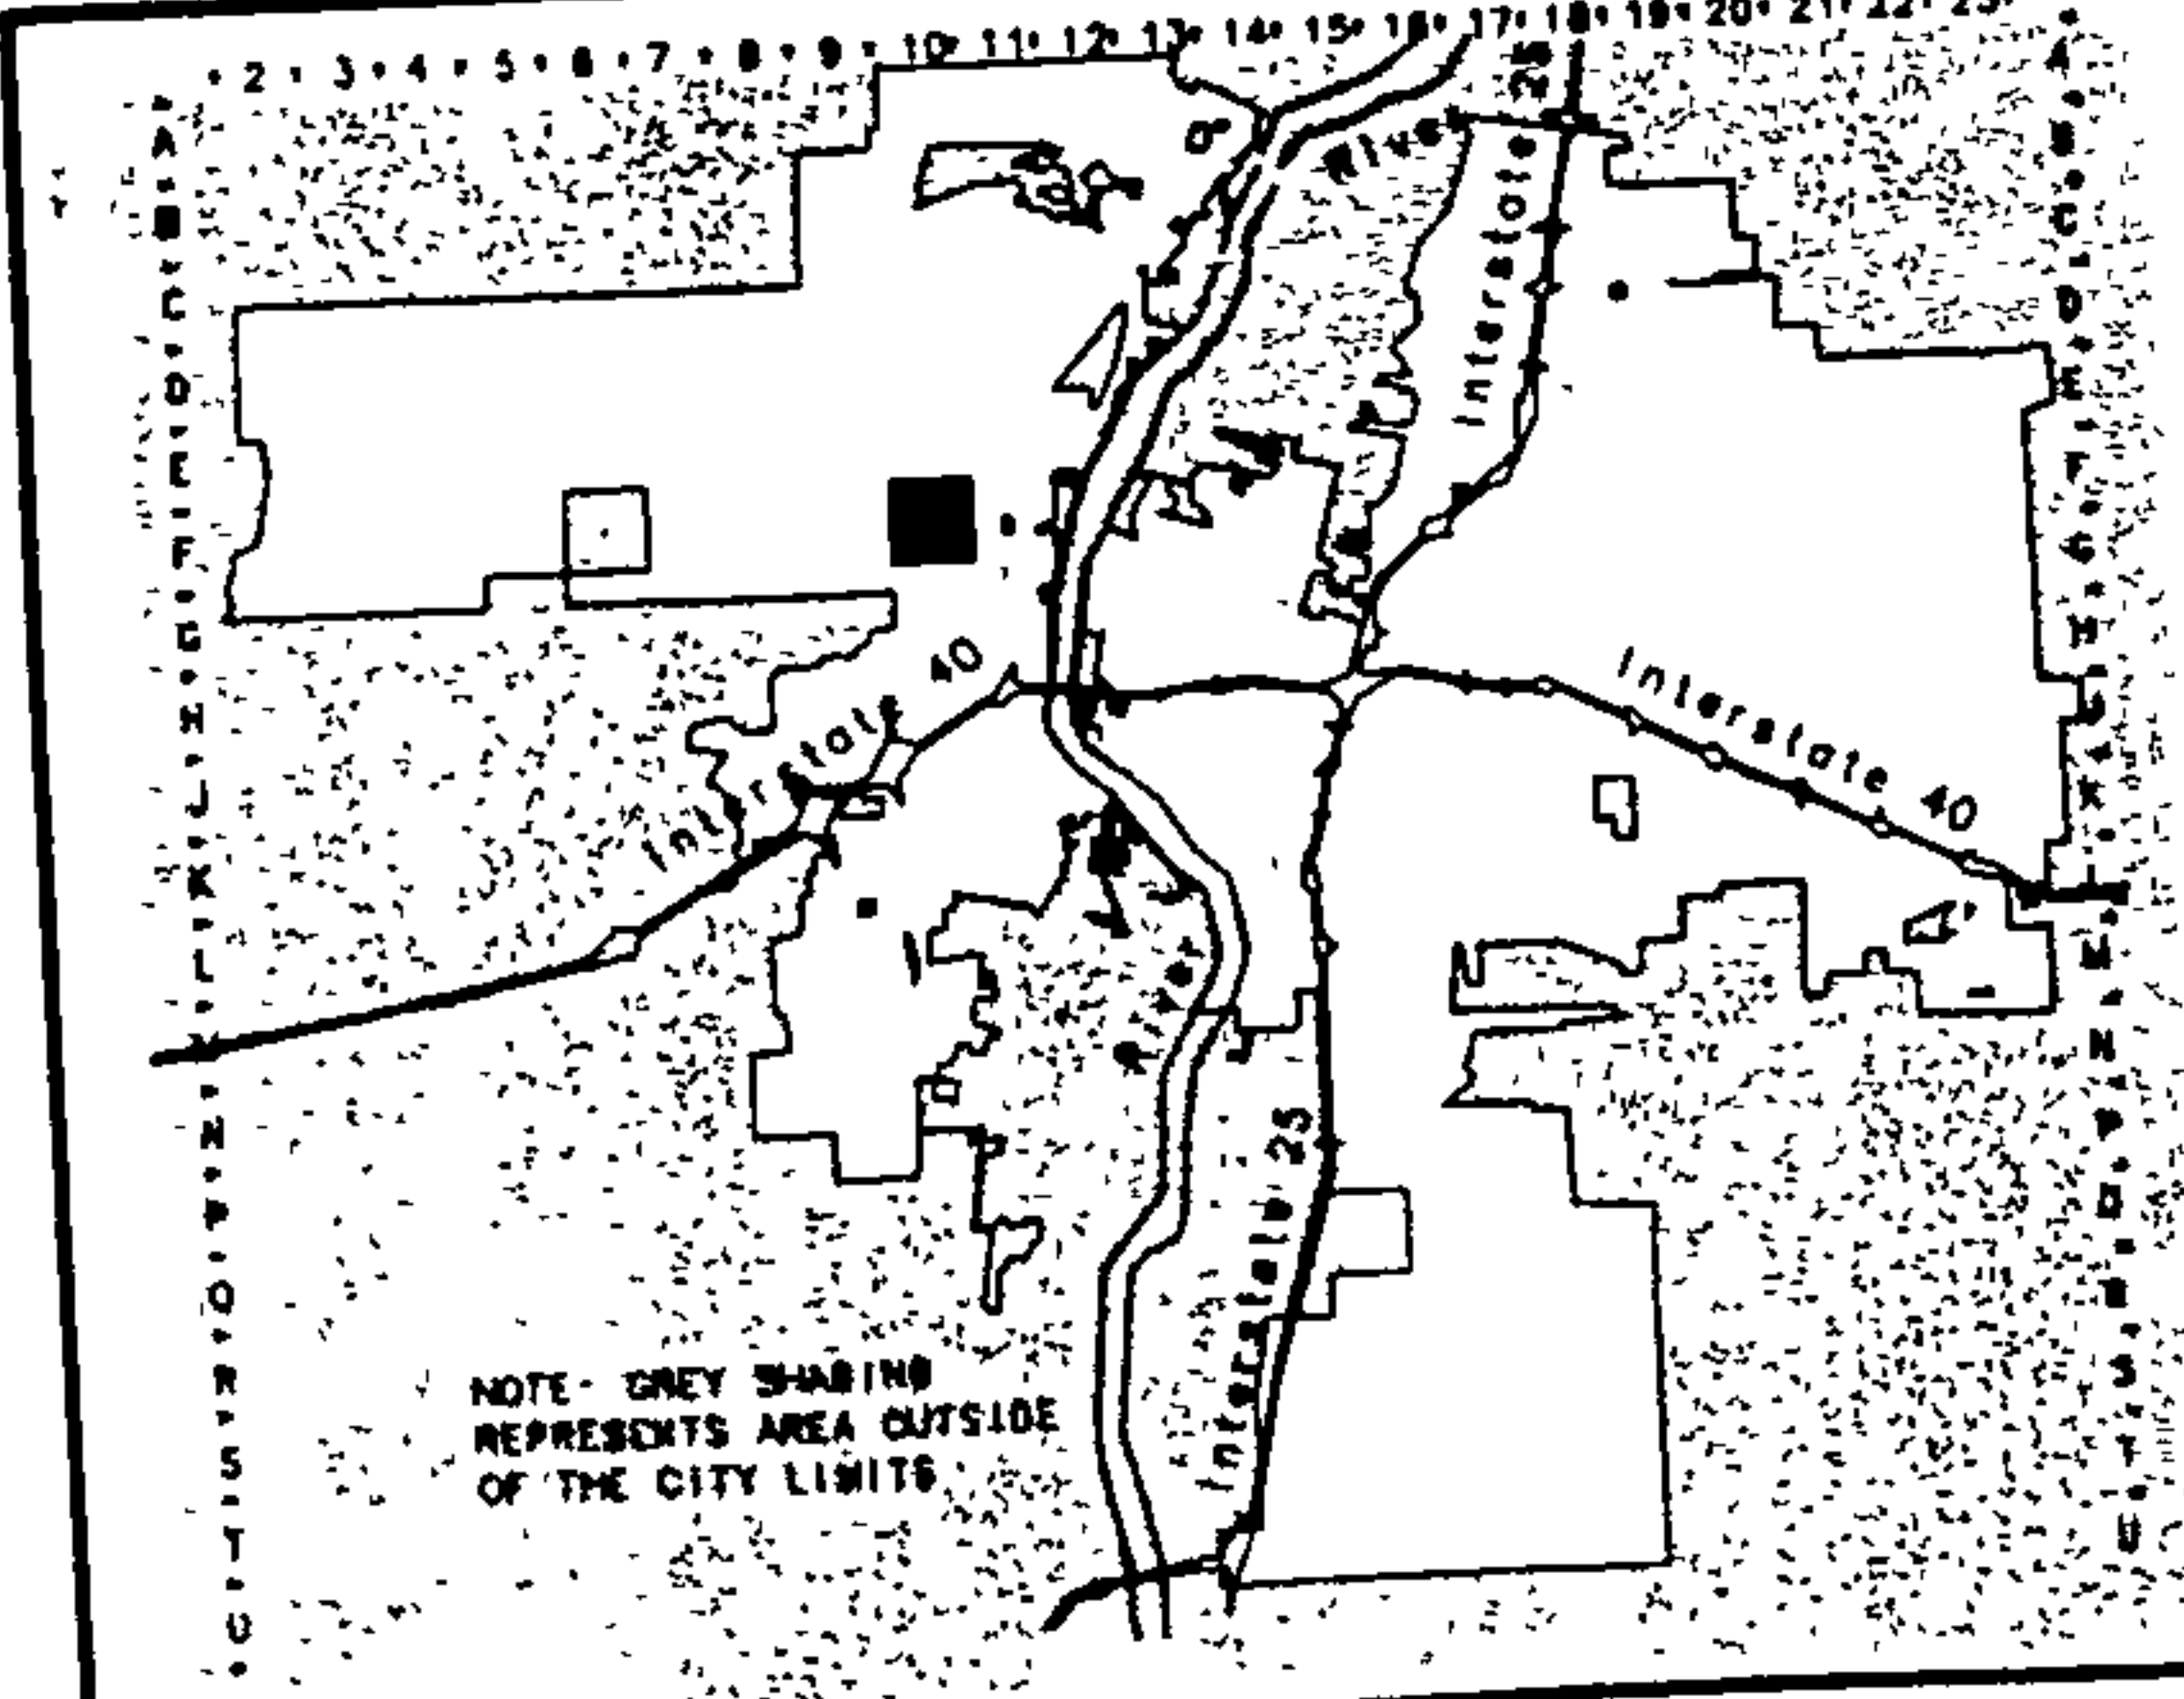 2 3 4 5 6 7 8 9 10 11 12 13 14 15 16 17 18 19 20 21 22 23
A B C D E F G H J K L M N P Q R S T U
A B C D E F G H J K L M N P Q R S T U
River
Interstate 25
Interstate 40
Interstate 40
River
Interstate 25
NOTE- GREY SHADING
REPRESENTS AREA OUTSIDE
OF THE CITY LIMITS